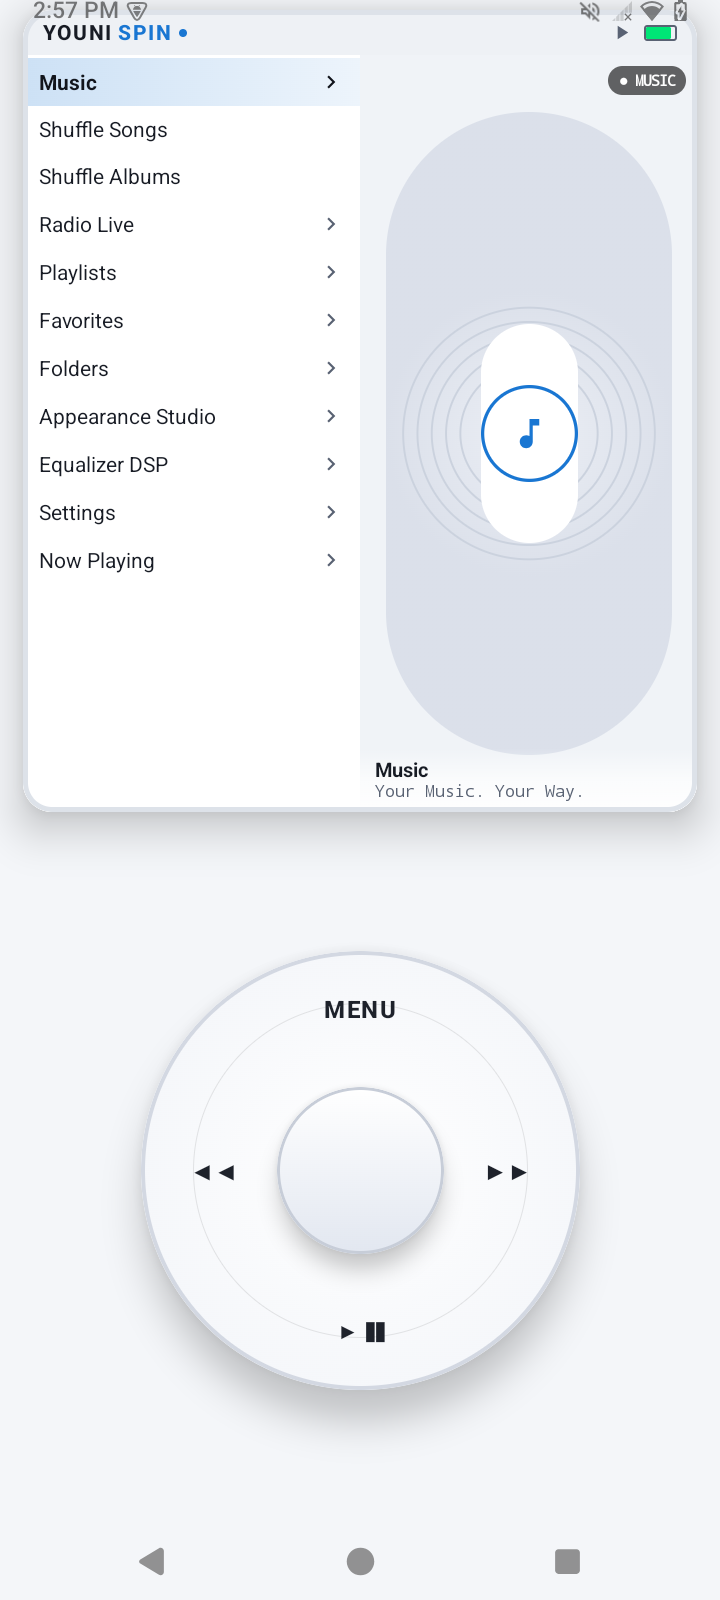 2:57 PM
YOUNI SPIN
MUSIC
Music
Shuffle Songs
Shuffle Albums
Radio Live
Playlists
Favorites
Folders
Appearance Studio
Equalizer DSP
Settings
Now Playing
Music
Your Music. Your Way.
MENU